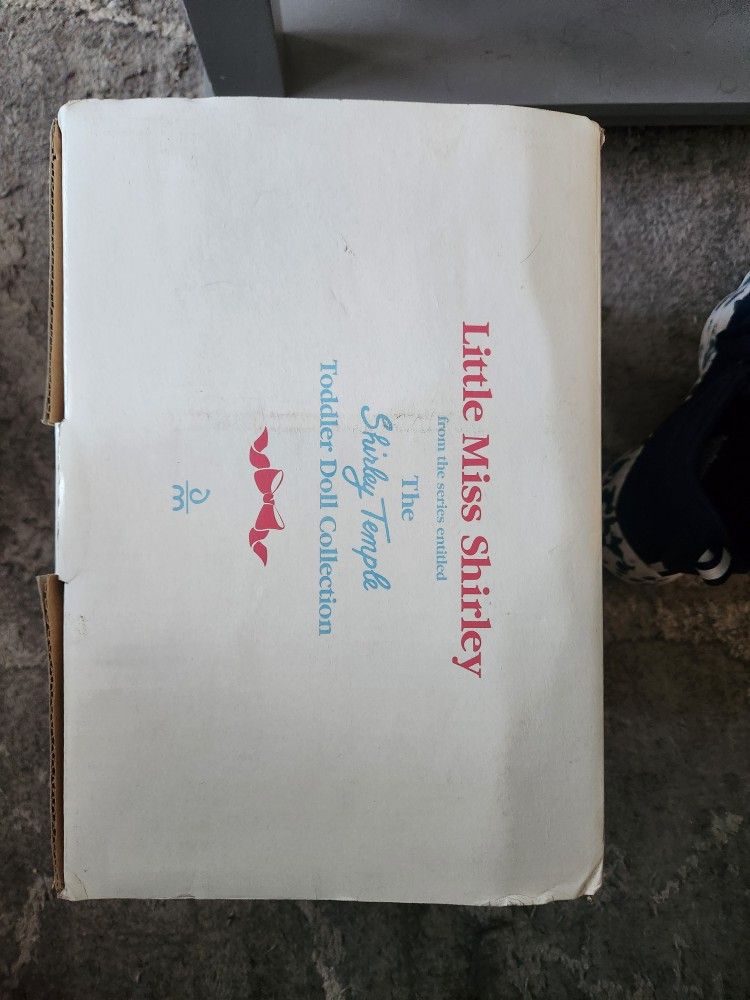 Little Miss Shirley
from the series entitled
The
Shirley Temple
Toddler Doll Collection